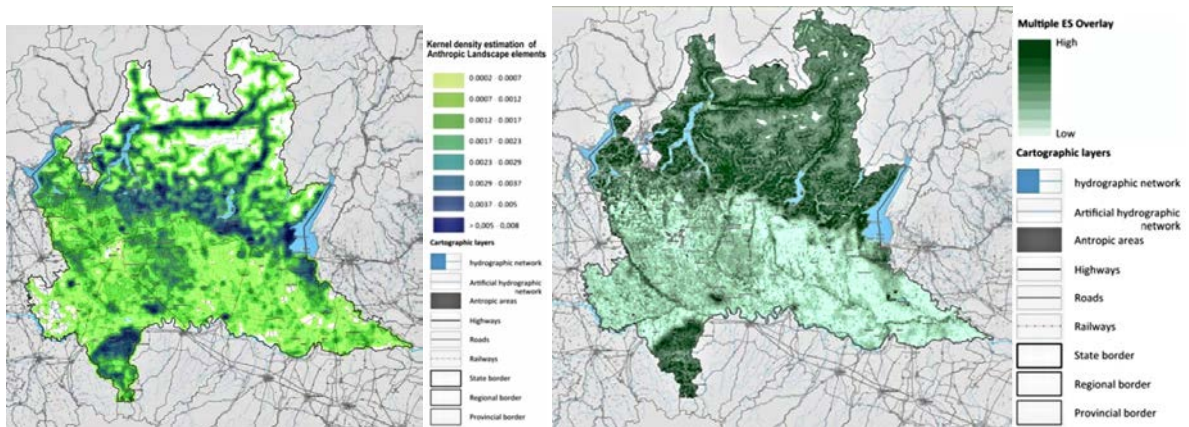 Kernel density estimation of
Anthropic Landscape elements
0.0002 - 0.0007
0.0007 - 0.0012
0.0012 - 0.0017
0.0017 - 0.0023
0.0023 - 0.0029
0.0029 - 0.0037
0,0037 - 0.005
> 0,005 - 0,008
Cartographic layers
hydrographic network
Artificial hydrographic
network
Antropic areas
Highways
Roads
Railways
State border
Regional border
Provincial border
Multiple ES Overlay
High
Low
Cartographic layers
hydrographic network
Artificial hydrographic
network
Antropic areas
Highways
Roads
Railways
State border
Regional border
Provincial border